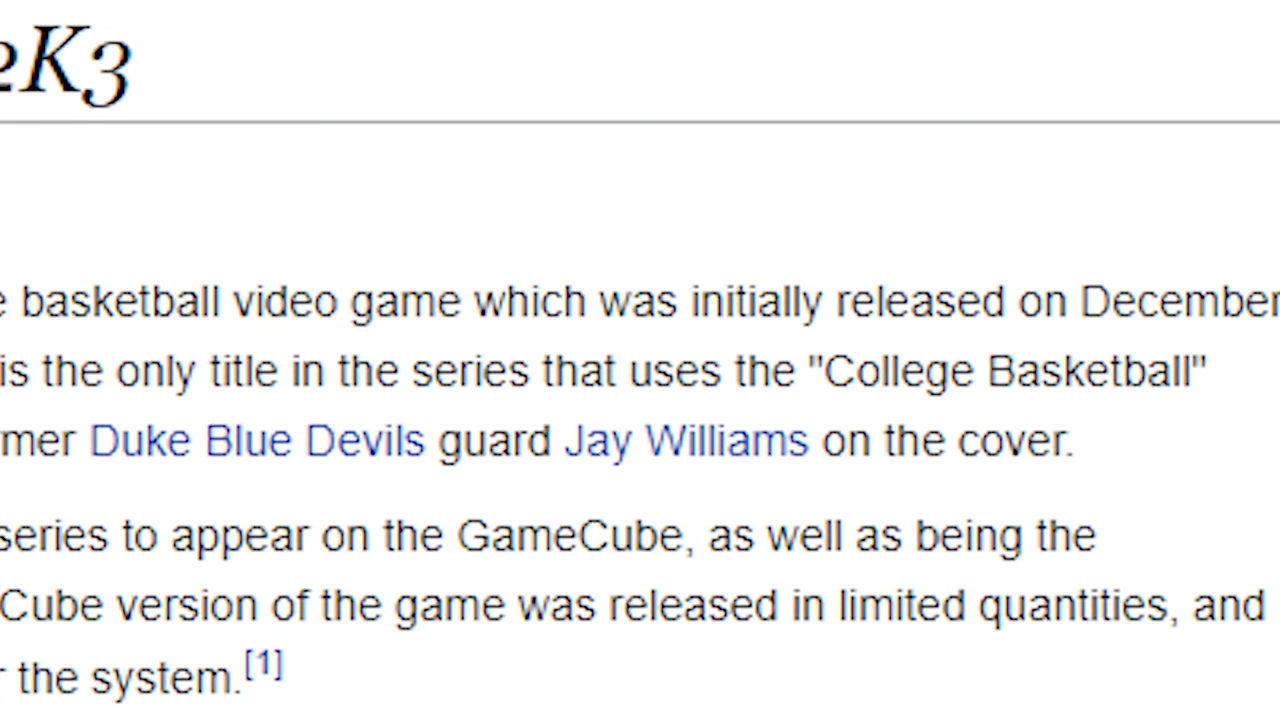 2K3
e basketball video game which was initially released on December
is the only title in the series that uses the "College Basketball"
rmer Duke Blue Devils guard Jay Williams on the cover.
series to appear on the GameCube, as well as being the
Cube version of the game was released in limited quantities, and
r the system.[1]